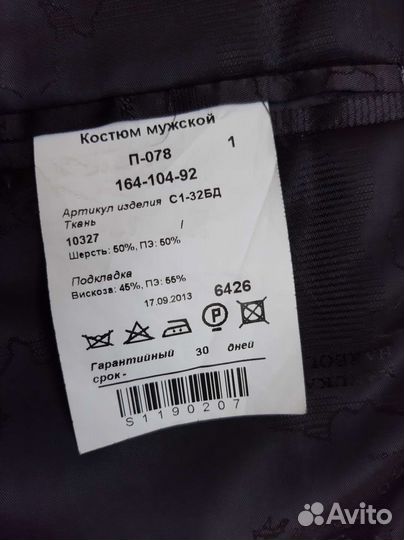 Костюм мужской
П-078 1
164-104-92
Артикул изделия С1-32БД
Ткань
10327 /
Шерсть: 50%, ПЭ: 50%
Подкладка
Вискоза: 45%, ПЭ: 55%
17.09.2013 6426
P
Гарантийный 30 дней
срок-
S1190207
Avito